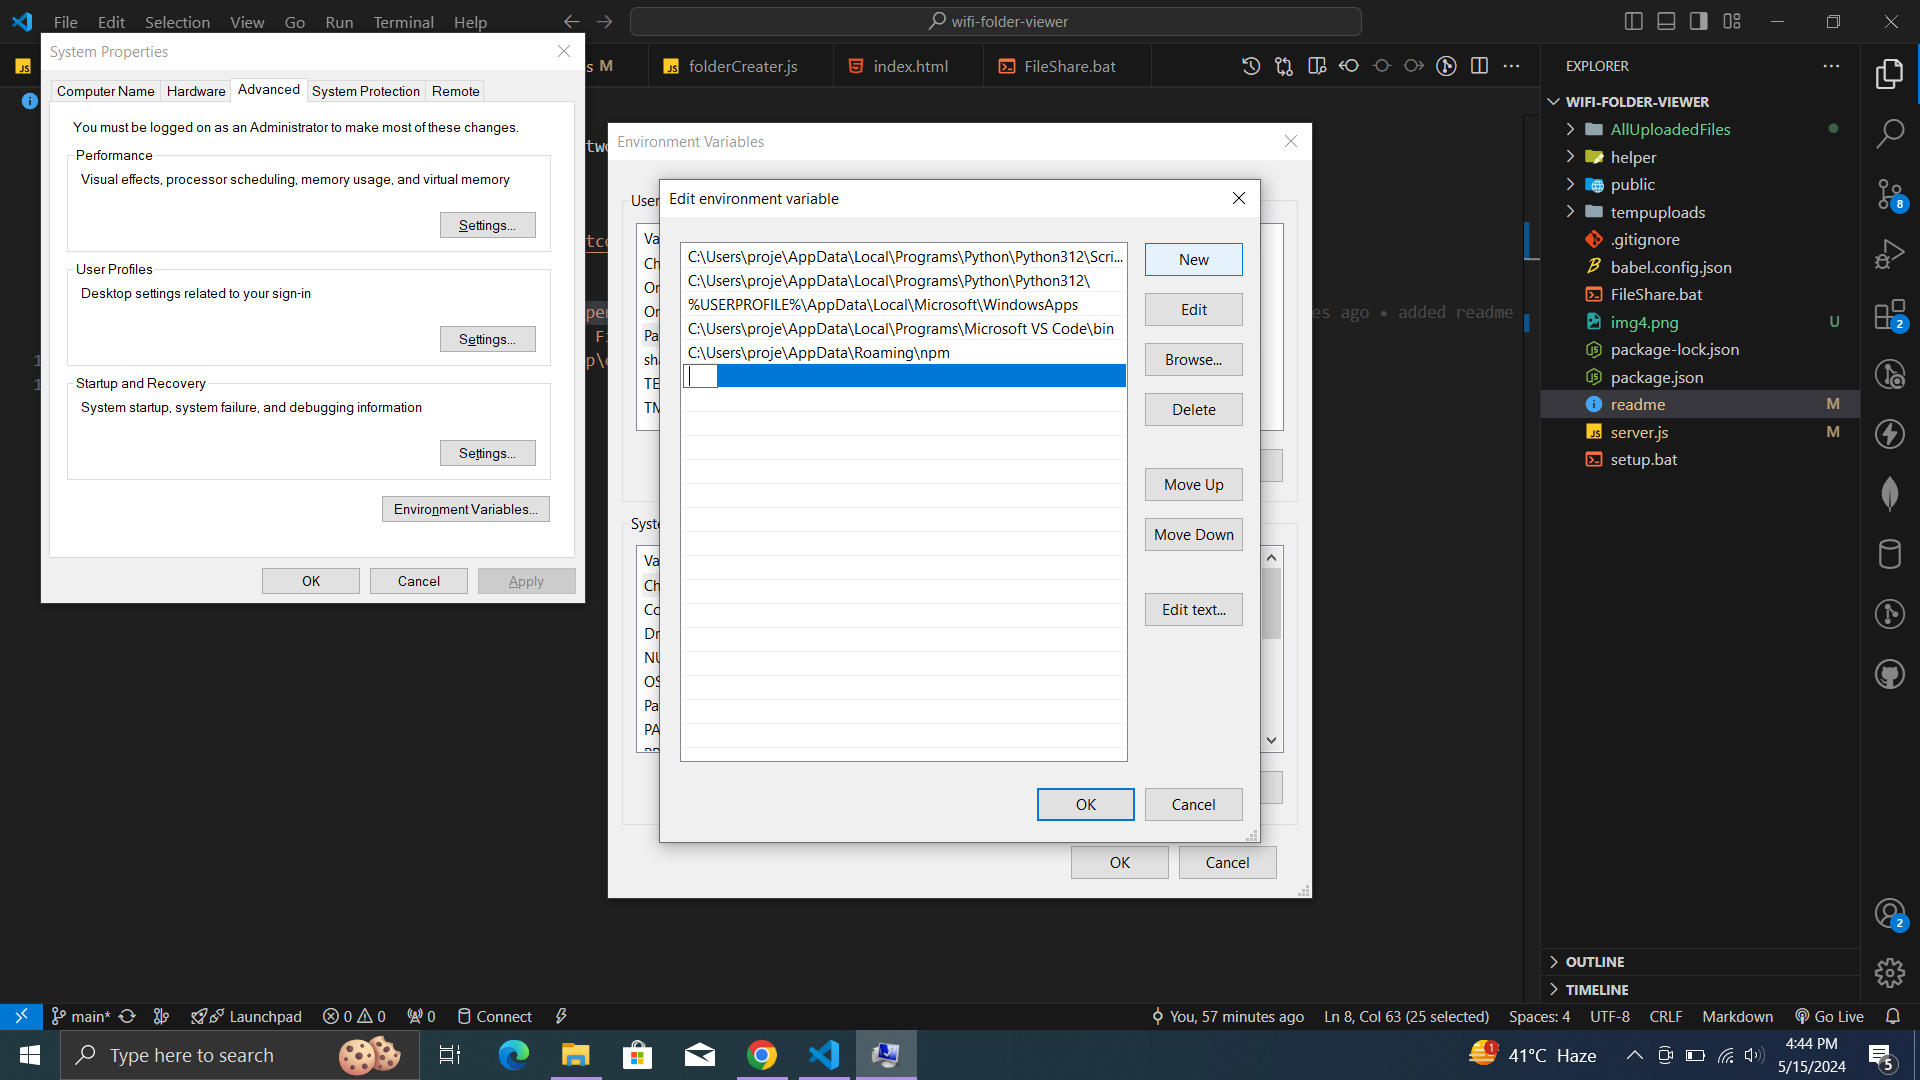 File Edit Selection View Go Run Terminal Help
wifi-folder-viewer
s M
folderCreater.js
index.html
FileShare.bat
System Properties
Computer Name
Hardware
Advanced
System Protection
Remote
You must be logged on as an Administrator to make most of these changes.
Performance
Visual effects, processor scheduling, memory usage, and virtual memory
Settings...
User Profiles
Desktop settings related to your sign-in
Settings...
Startup and Recovery
System startup, system failure, and debugging information
Settings...
Environment Variables...
OK
Cancel
Apply
Environment Variables
User
Va
Ch
On
On
Pa
sha
TE
TM
Syste
Va
Ch
Co
Dr
NU
OS
Pa
PA
OK
Cancel
Edit environment variable
C:\Users\proje\AppData\Local\Programs\Python\Python312\Scri...
C:\Users\proje\AppData\Local\Programs\Python\Python312\
%USERPROFILE%\AppData\Local\Microsoft\WindowsApps
C:\Users\proje\AppData\Local\Programs\Microsoft VS Code\bin
C:\Users\proje\AppData\Roaming\npm
New
Edit
Browse...
Delete
Move Up
Move Down
Edit text...
OK
Cancel
es ago • added readme
EXPLORER
WIFI-FOLDER-VIEWER
AllUploadedFiles
helper
public
tempuploads
.gitignore
babel.config.json
FileShare.bat
img4.png U
package-lock.json
package.json
readme M
server.js M
setup.bat
OUTLINE
TIMELINE
8
2
2
main*
Launchpad
0 0
0
Connect
You, 57 minutes ago
Ln 8, Col 63 (25 selected)
Spaces: 4
UTF-8
CRLF
Markdown
Go Live
Type here to search
1
41°C Haze
4:44 PM
5/15/2024
5